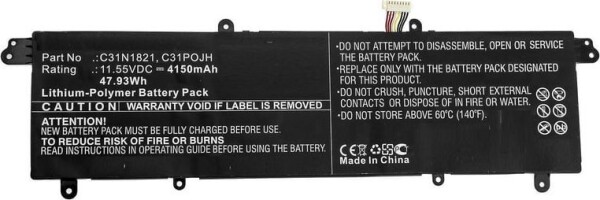 Part No :C31N1821, C31POJH
Rating :11.55VDC ⎓ 4150mAh
47.93Wh
Lithium-Polymer Battery Pack
CAUTION WARRANTY VOID IF LABEL IS REMOVED
ATTENTION!
NEW BATTERY PACK MUST BE FULLY CHARGED BEFORE USE
TO REDUCE RISK OF FIRE OR BURNS
READ INSTRUCTIONS IN OPERATING GUIDE BEFORE USING THE BATTERY.
•DO NOT ATTEMPT TO DISASSEMBLE, OPEN
OR SERVICE BATTERY PACK.
•REPLACE ONLY WITH THE BATTERY PACK DESIGNATED
FOR THIS PRODUCT.
•DO NOT CRUSH, PUNCTURE, SHORT EXTERNAL
CONTACTS OR DISPOSE OF IN FIRE OR WATER.
•DO NOT STORE ABOVE 60℃ (140℉).
Made In China